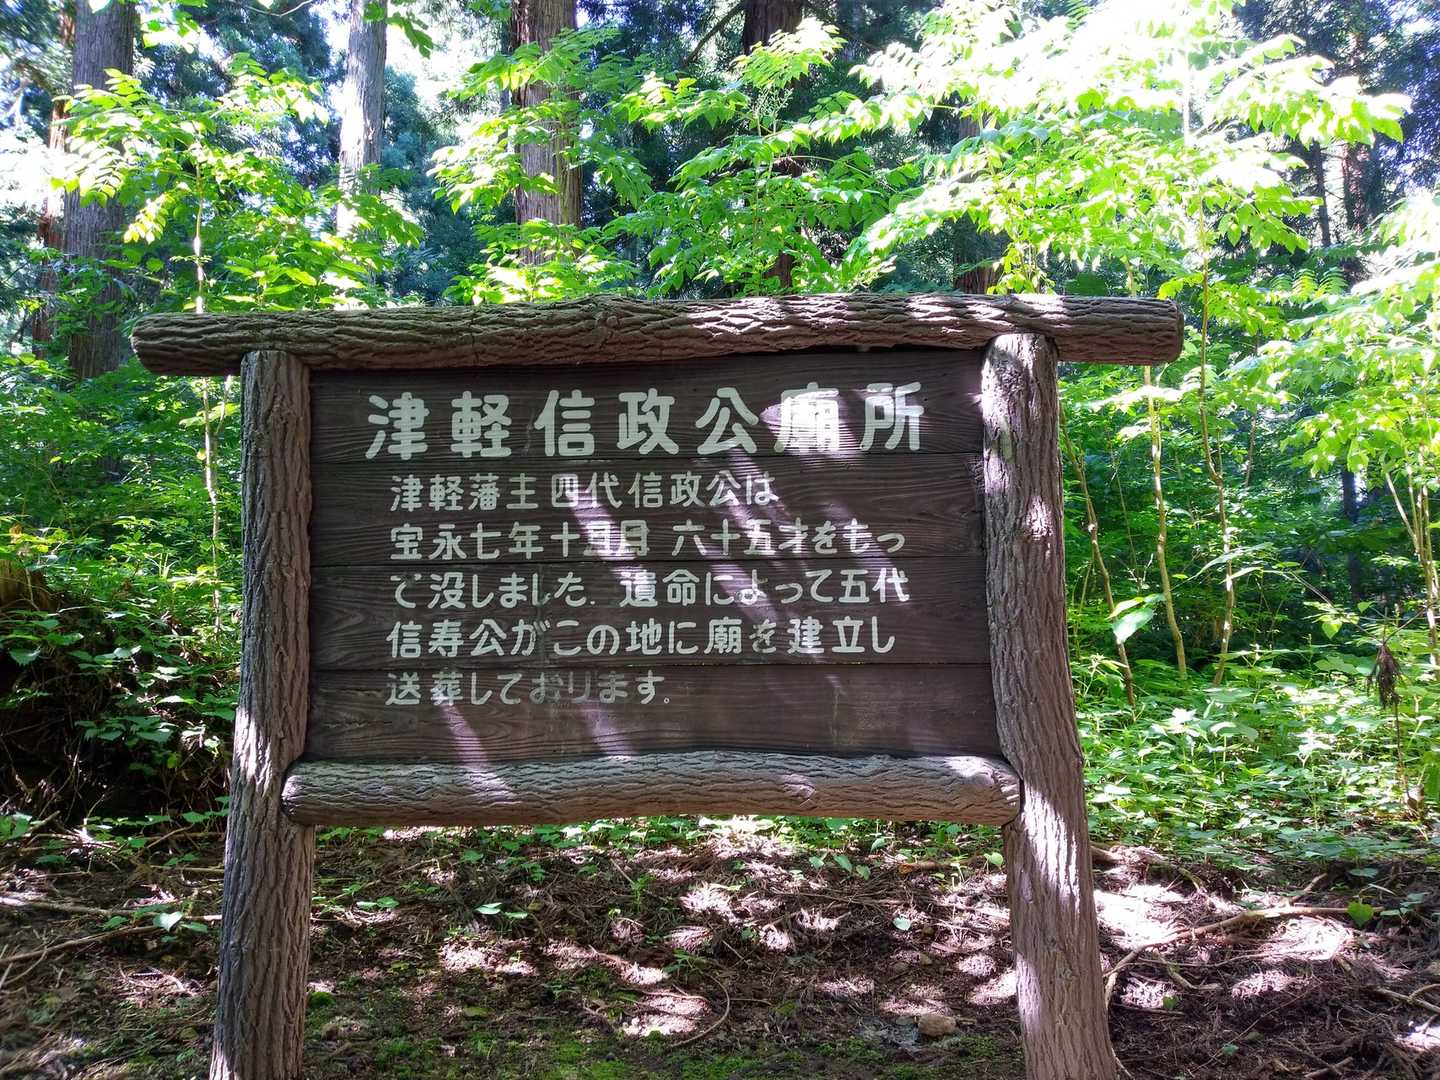 津軽信政公廟所
津軽藩主四代信政公は
宝永七年十月 六十五才をもっ
て没しました. 遺命によって五代
信寿公がこの地に廟を建立し
送葬しております。